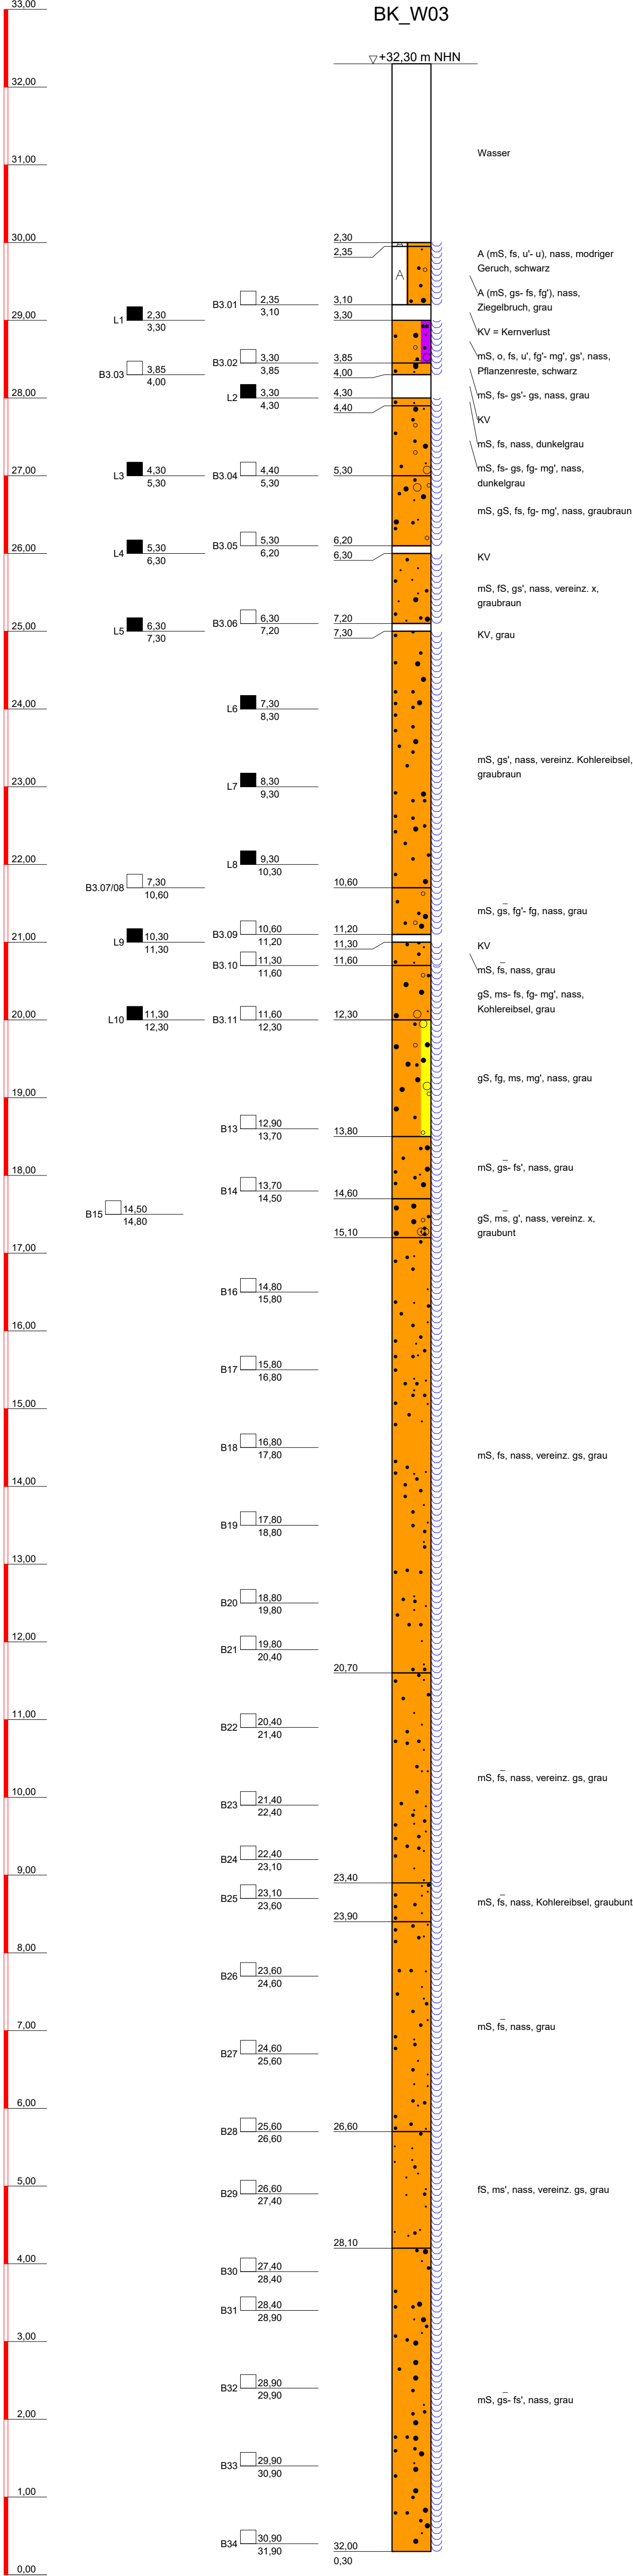 BK_W03
+32,30 m NHN
33,00
32,00
31,00
Wasser
30,00
2,30
2,35
A
A
A (mS, fs, u'- u), nass, modriger
Geruch, schwarz
A (mS, gs- fs, fg'), nass,
Ziegelbruch, grau
B3.01 2,35
3,10
3,10
29,00
L1 2,30
3,30
3,30
KV = Kernverlust
B3.02 3,30
3,85
3,85
mS, o, fs, u', fg'- mg', gs', nass,
Pflanzenreste, schwarz
B3.03 3,85
4,00
4,00
28,00
L2 3,30
4,30
4,30
4,40
mS, fs- gs'- gs, nass, grau
KV
mS, fs, nass, dunkelgrau
27,00
L3 4,30
5,30
B3.04 4,40
5,30
5,30
mS, fs- gs, fg- mg', nass,
dunkelgrau
mS, gS, fs, fg- mg', nass, graubraun
26,00
L4 5,30
6,30
B3.05 5,30
6,20
6,20
6,30
KV
mS, fS, gs', nass, vereinz. x,
graubraun
25,00
L5 6,30
7,30
B3.06 6,30
7,20
7,20
7,30
KV, grau
24,00
L6 7,30
8,30
mS, gs', nass, vereinz. Kohlereibsel,
graubraun
23,00
L7 8,30
9,30
22,00
L8 9,30
10,30
B3.07/08 7,30
10,60
10,60
mS, g̅s̅, fg'- fg, nass, grau
21,00
L9 10,30
11,30
B3.09 10,60
11,20
11,20
11,30
KV
B3.10 11,30
11,60
11,60
mS, f̅s̅, nass, grau
gS, ms- fs, fg- mg', nass,
Kohlereibsel, grau
20,00
L10 11,30
12,30
B3.11 11,60
12,30
12,30
gS, fg, ms, mg', nass, grau
19,00
B13 12,90
13,70
13,80
mS, g̅s̅- fs', nass, grau
18,00
B14 13,70
14,50
14,60
B15 14,50
14,80
gS, m̅s̅, g', nass, vereinz. x,
graubunt
15,10
17,00
B16 14,80
15,80
16,00
B17 15,80
16,80
15,00
B18 16,80
17,80
mS, fs, nass, vereinz. gs, grau
14,00
B19 17,80
18,80
13,00
B20 18,80
19,80
12,00
B21 19,80
20,40
20,70
11,00
B22 20,40
21,40
mS, f̅s̅, nass, vereinz. gs, grau
10,00
B23 21,40
22,40
9,00
B24 22,40
23,10
23,40
B25 23,10
23,60
mS, f̅s̅, nass, Kohlereibsel, graubunt
23,90
8,00
B26 23,60
24,60
7,00
mS, f̅s̅, nass, grau
B27 24,60
25,60
6,00
B28 25,60
26,60
26,60
5,00
B29 26,60
27,40
fS, ms', nass, vereinz. gs, grau
28,10
4,00
B30 27,40
28,40
B31 28,40
28,90
3,00
B32 28,90
29,90
mS, g̅s̅- fs', nass, grau
2,00
B33 29,90
30,90
1,00
B34 30,90
31,90
32,00
0,30
0,00